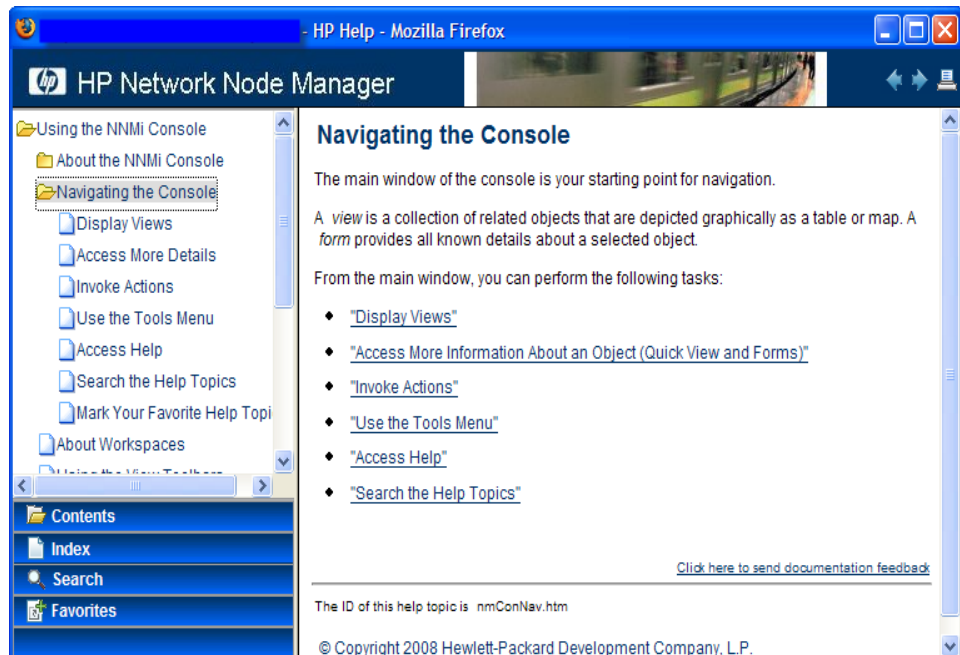 - HP Help - Mozilla Firefox
hp HP Network Node Manager
Using the NNMi Console
About the NNMi Console
Navigating the Console
Display Views
Access More Details
Invoke Actions
Use the Tools Menu
Access Help
Search the Help Topics
Mark Your Favorite Help Topi
About Workspaces
Using the View Toolbars
Contents
Index
Search
Favorites
Navigating the Console
The main window of the console is your starting point for navigation.
A view is a collection of related objects that are depicted graphically as a table or map. A
form provides all known details about a selected object.
From the main window, you can perform the following tasks:
"Display Views"
"Access More Information About an Object (Quick View and Forms)"
"Invoke Actions"
"Use the Tools Menu"
"Access Help"
"Search the Help Topics"
Click here to send documentation feedback
The ID of this help topic is nmConNav.htm
© Copyright 2008 Hewlett-Packard Development Company, L.P.